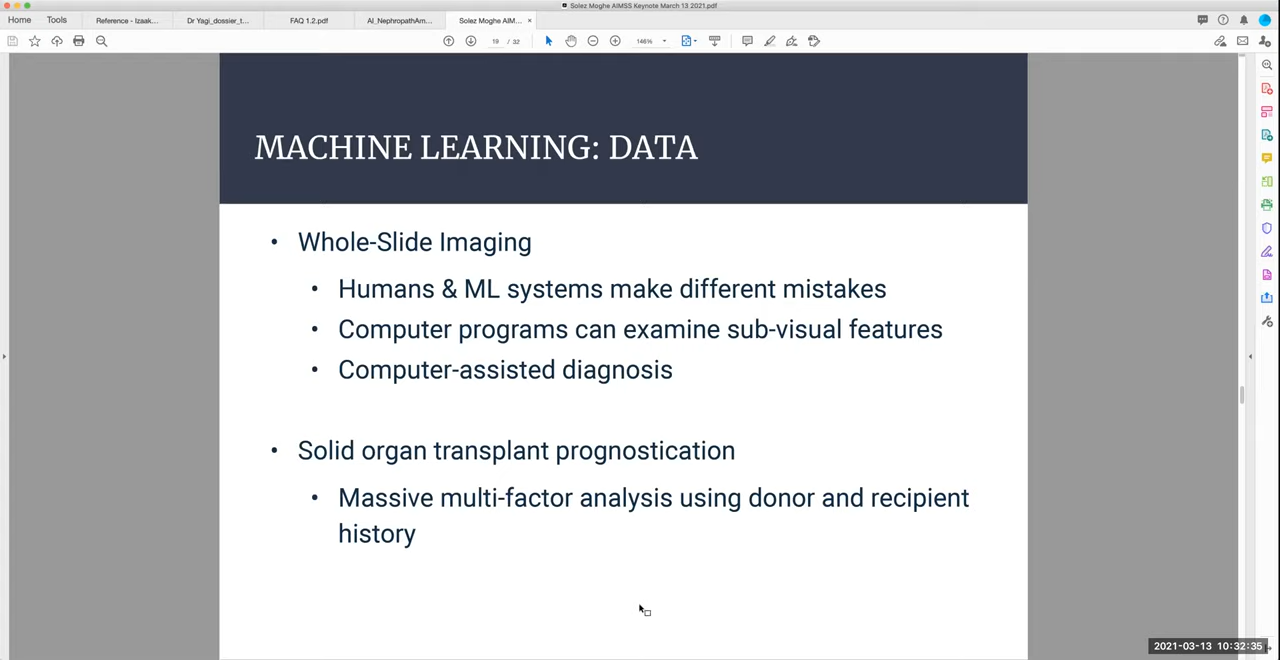 Solez Moghe AIMSS Keynote March 13 2021.pdf
Home Tools Reference - Izaak... Dr Yagi_dossier_t... FAQ 1.2.pdf AI_NephropathAm... Solez Moghe AIM... ×
19 / 32 146%
MACHINE LEARNING: DATA
• Whole-Slide Imaging
• Humans & ML systems make different mistakes
• Computer programs can examine sub-visual features
• Computer-assisted diagnosis
• Solid organ transplant prognostication
• Massive multi-factor analysis using donor and recipient
history
2021-03-13 10:32:35